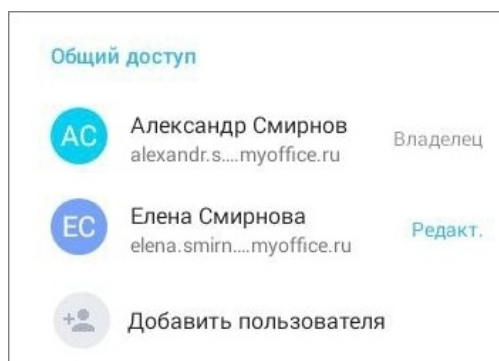 Общий доступ
АС
Александр Смирнов
alexandr.s....myoffice.ru
Владелец
ЕС
Елена Смирнова
elena.smirn....myoffice.ru
Редакт.
Добавить пользователя